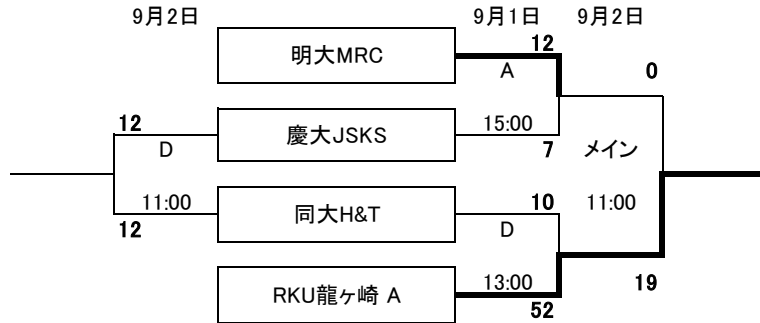 9月2日 9月1日 9月2日
明大MRC 12
A 0
12 慶大JSKS 15:00
D 7 メイン
11:00 同大H&T 10 11:00
12 D
RKU龍ヶ崎 A 13:00 19
52